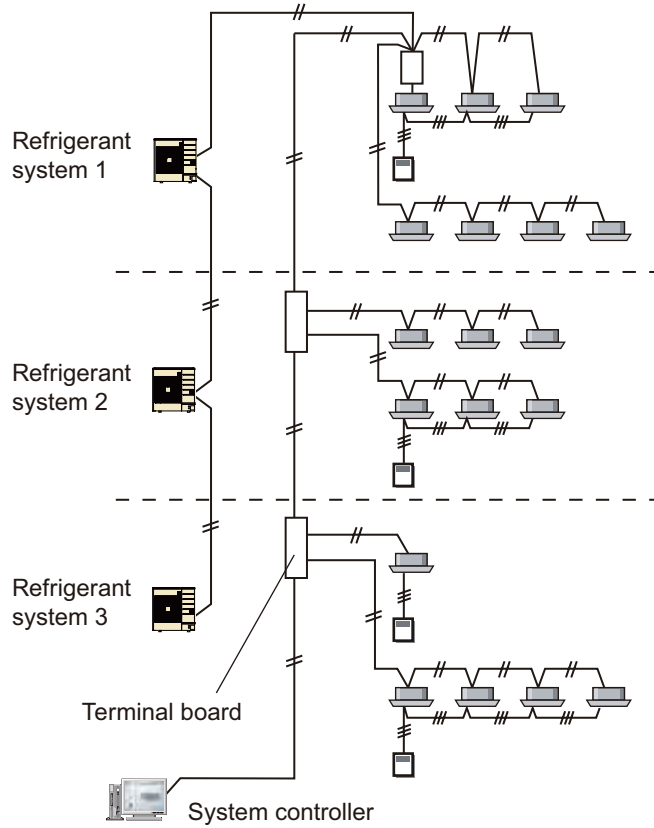 Refrigerant
system 1
Refrigerant
system 2
Refrigerant
system 3
Terminal board
System controller